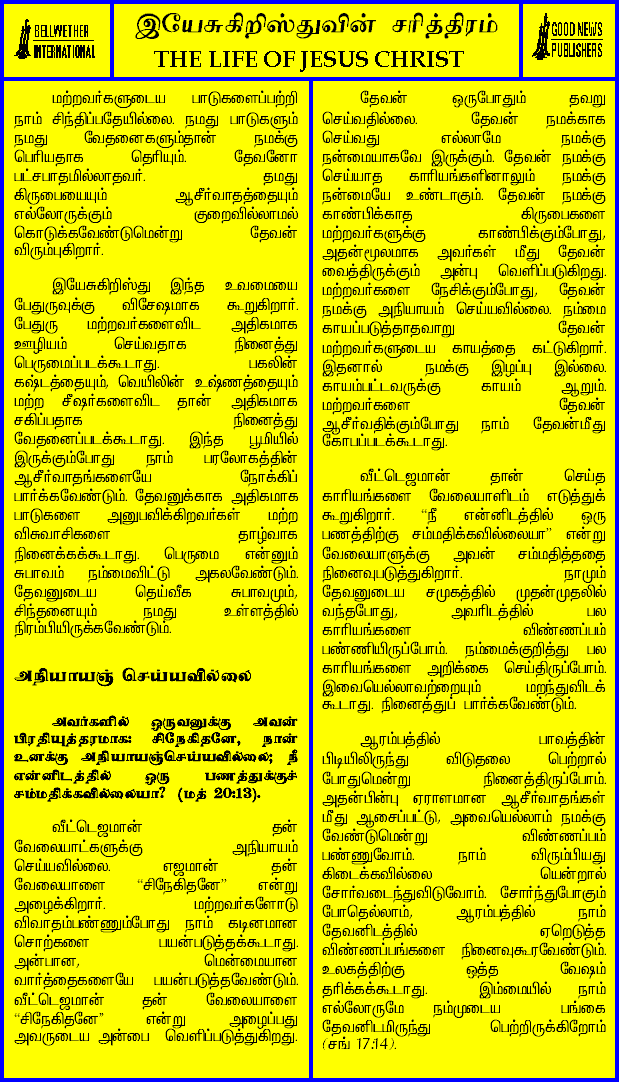 BELLWETHER
INTERNATIONAL
இயேசுகிறிஸ்துவின் சரித்திரம்
THE LIFE OF JESUS CHRIST
GOOD NEWS
PUBLISHERS
மற்றவர்களுடைய பாடுகளைப்பற்றி
நாம் சிந்திப்பதேயில்லை. நமது பாடுகளும்
நமது வேதனைகளும்தான் நமக்கு
பெரியதாக தெரியும். தேவனோ
பட்சபாதமில்லாதவர். தமது
கிருபையையும் ஆசீர்வாதத்தையும்
எல்லோருக்கும் குறைவில்லாமல்
கொடுக்கவேண்டுமென்று தேவன்
விரும்புகிறார்.
இயேசுகிறிஸ்து இந்த உவமையை
பேதுருவுக்கு விசேஷமாக கூறுகிறார்.
பேதுரு மற்றவர்களைவிட அதிகமாக
ஊழியம் செய்வதாக நினைத்து
பெருமைப்படக்கூடாது. பகலின்
கஷ்டத்தையும், வெயிலின் உஷ்ணத்தையும்
மற்ற சீஷர்களைவிட தான் அதிகமாக
சகிப்பதாக நினைத்து
வேதனைப்படக்கூடாது. இந்த பூமியில்
இருக்கும்போது நாம் பரலோகத்தின்
ஆசீர்வாதங்களையே நோக்கிப்
பார்க்கவேண்டும். தேவனுக்காக அதிகமாக
பாடுகளை அனுபவிக்கிறவர்கள் மற்ற
விசுவாசிகளை தாழ்வாக
நினைக்கக்கூடாது. பெருமை என்னும்
சுபாவம் நம்மைவிட்டு அகலவேண்டும்.
தேவனுடைய தெய்வீக சுபாவமும்,
சிந்தனையும் நமது உள்ளத்தில்
நிரம்பியிருக்கவேண்டும்.
அநியாயஞ் செய்யவில்லை
அவர்களில் ஒருவனுக்கு அவன்
பிரதியுத்தரமாக: சிநேகிதனே, நான்
உனக்கு அநியாயஞ்செய்யவில்லை; நீ
என்னிடத்தில் ஒரு பணத்துக்குச்
சம்மதிக்கவில்லையா? (மத் 20:13).
வீட்டெஜமான் தன்
வேலையாட்களுக்கு அநியாயம்
செய்யவில்லை. எஜமான் தன்
வேலையாளை “சிநேகிதனே” என்று
அழைக்கிறார். மற்றவர்களோடு
விவாதம்பண்ணும்போது நாம் கடினமான
சொற்களை பயன்படுத்தக்கூடாது.
அன்பான, மென்மையான
வார்த்தைகளையே பயன்படுத்தவேண்டும்.
வீட்டெஜமான் தன் வேலையாளை
“சிநேகிதனே” என்று அழைப்பது
அவருடைய அன்பை வெளிப்படுத்துகிறது.
தேவன் ஒருபோதும் தவறு
செய்வதில்லை. தேவன் நமக்காக
செய்வது எல்லாமே நமக்கு
நன்மையாகவே இருக்கும். தேவன் நமக்கு
செய்யாத காரியங்களினாலும் நமக்கு
நன்மையே உண்டாகும். தேவன் நமக்கு
காண்பிக்காத கிருபைகளை
மற்றவர்களுக்கு காண்பிக்கும்போது,
அதன்மூலமாக அவர்கள் மீது தேவன்
வைத்திருக்கும் அன்பு வெளிப்படுகிறது.
மற்றவர்களை நேசிக்கும்போது, தேவன்
நமக்கு அநியாயம் செய்யவில்லை. நம்மை
காயப்படுத்தாதவாறு தேவன்
மற்றவர்களுடைய காயத்தை கட்டுகிறார்.
இதனால் நமக்கு இழப்பு இல்லை.
காயம்பட்டவருக்கு காயம் ஆறும்.
மற்றவர்களை தேவன்
ஆசீர்வதிக்கும்போது நாம் தேவன்மீது
கோபப்படக்கூடாது.
வீட்டெஜமான் தான் செய்த
காரியங்களை வேலையாளிடம் எடுத்துக்
கூறுகிறார். “நீ என்னிடத்தில் ஒரு
பணத்திற்கு சம்மதிக்கவில்லையா” என்று
வேலையாளுக்கு அவன் சம்மதித்ததை
நினைவுபடுத்துகிறார். நாமும்
தேவனுடைய சமுகத்தில் முதன்முதலில்
வந்தபோது, அவரிடத்தில் பல
காரியங்களை விண்ணப்பம்
பண்ணியிருப்போம். நம்மைக்குறித்து பல
காரியங்களை அறிக்கை செய்திருப்போம்.
இவையெல்லாவற்றையும் மறந்துவிடக்
கூடாது. நினைத்துப் பார்க்கவேண்டும்.
ஆரம்பத்தில் பாவத்தின்
பிடியிலிருந்து விடுதலை பெற்றால்
போதுமென்று நினைத்திருப்போம்.
அதன்பின்பு ஏராளமான ஆசீர்வாதங்கள்
மீது ஆசைப்பட்டு, அவையெல்லாம் நமக்கு
வேண்டுமென்று விண்ணப்பம்
பண்ணுவோம். நாம் விரும்பியது
கிடைக்கவில்லை யென்றால்
சோர்வடைந்துவிடுவோம். சோர்ந்துபோகும்
போதெல்லாம், ஆரம்பத்தில் நாம்
தேவனிடத்தில் ஏறெடுத்த
விண்ணப்பங்களை நினைவுகூரவேண்டும்.
உலகத்திற்கு ஒத்த வேஷம்
தரிக்கக்கூடாது. இம்மையில் நாம்
எல்லோருமே நம்முடைய பங்கை
தேவனிடமிருந்து பெற்றிருக்கிறோம்
(சங் 17:14).